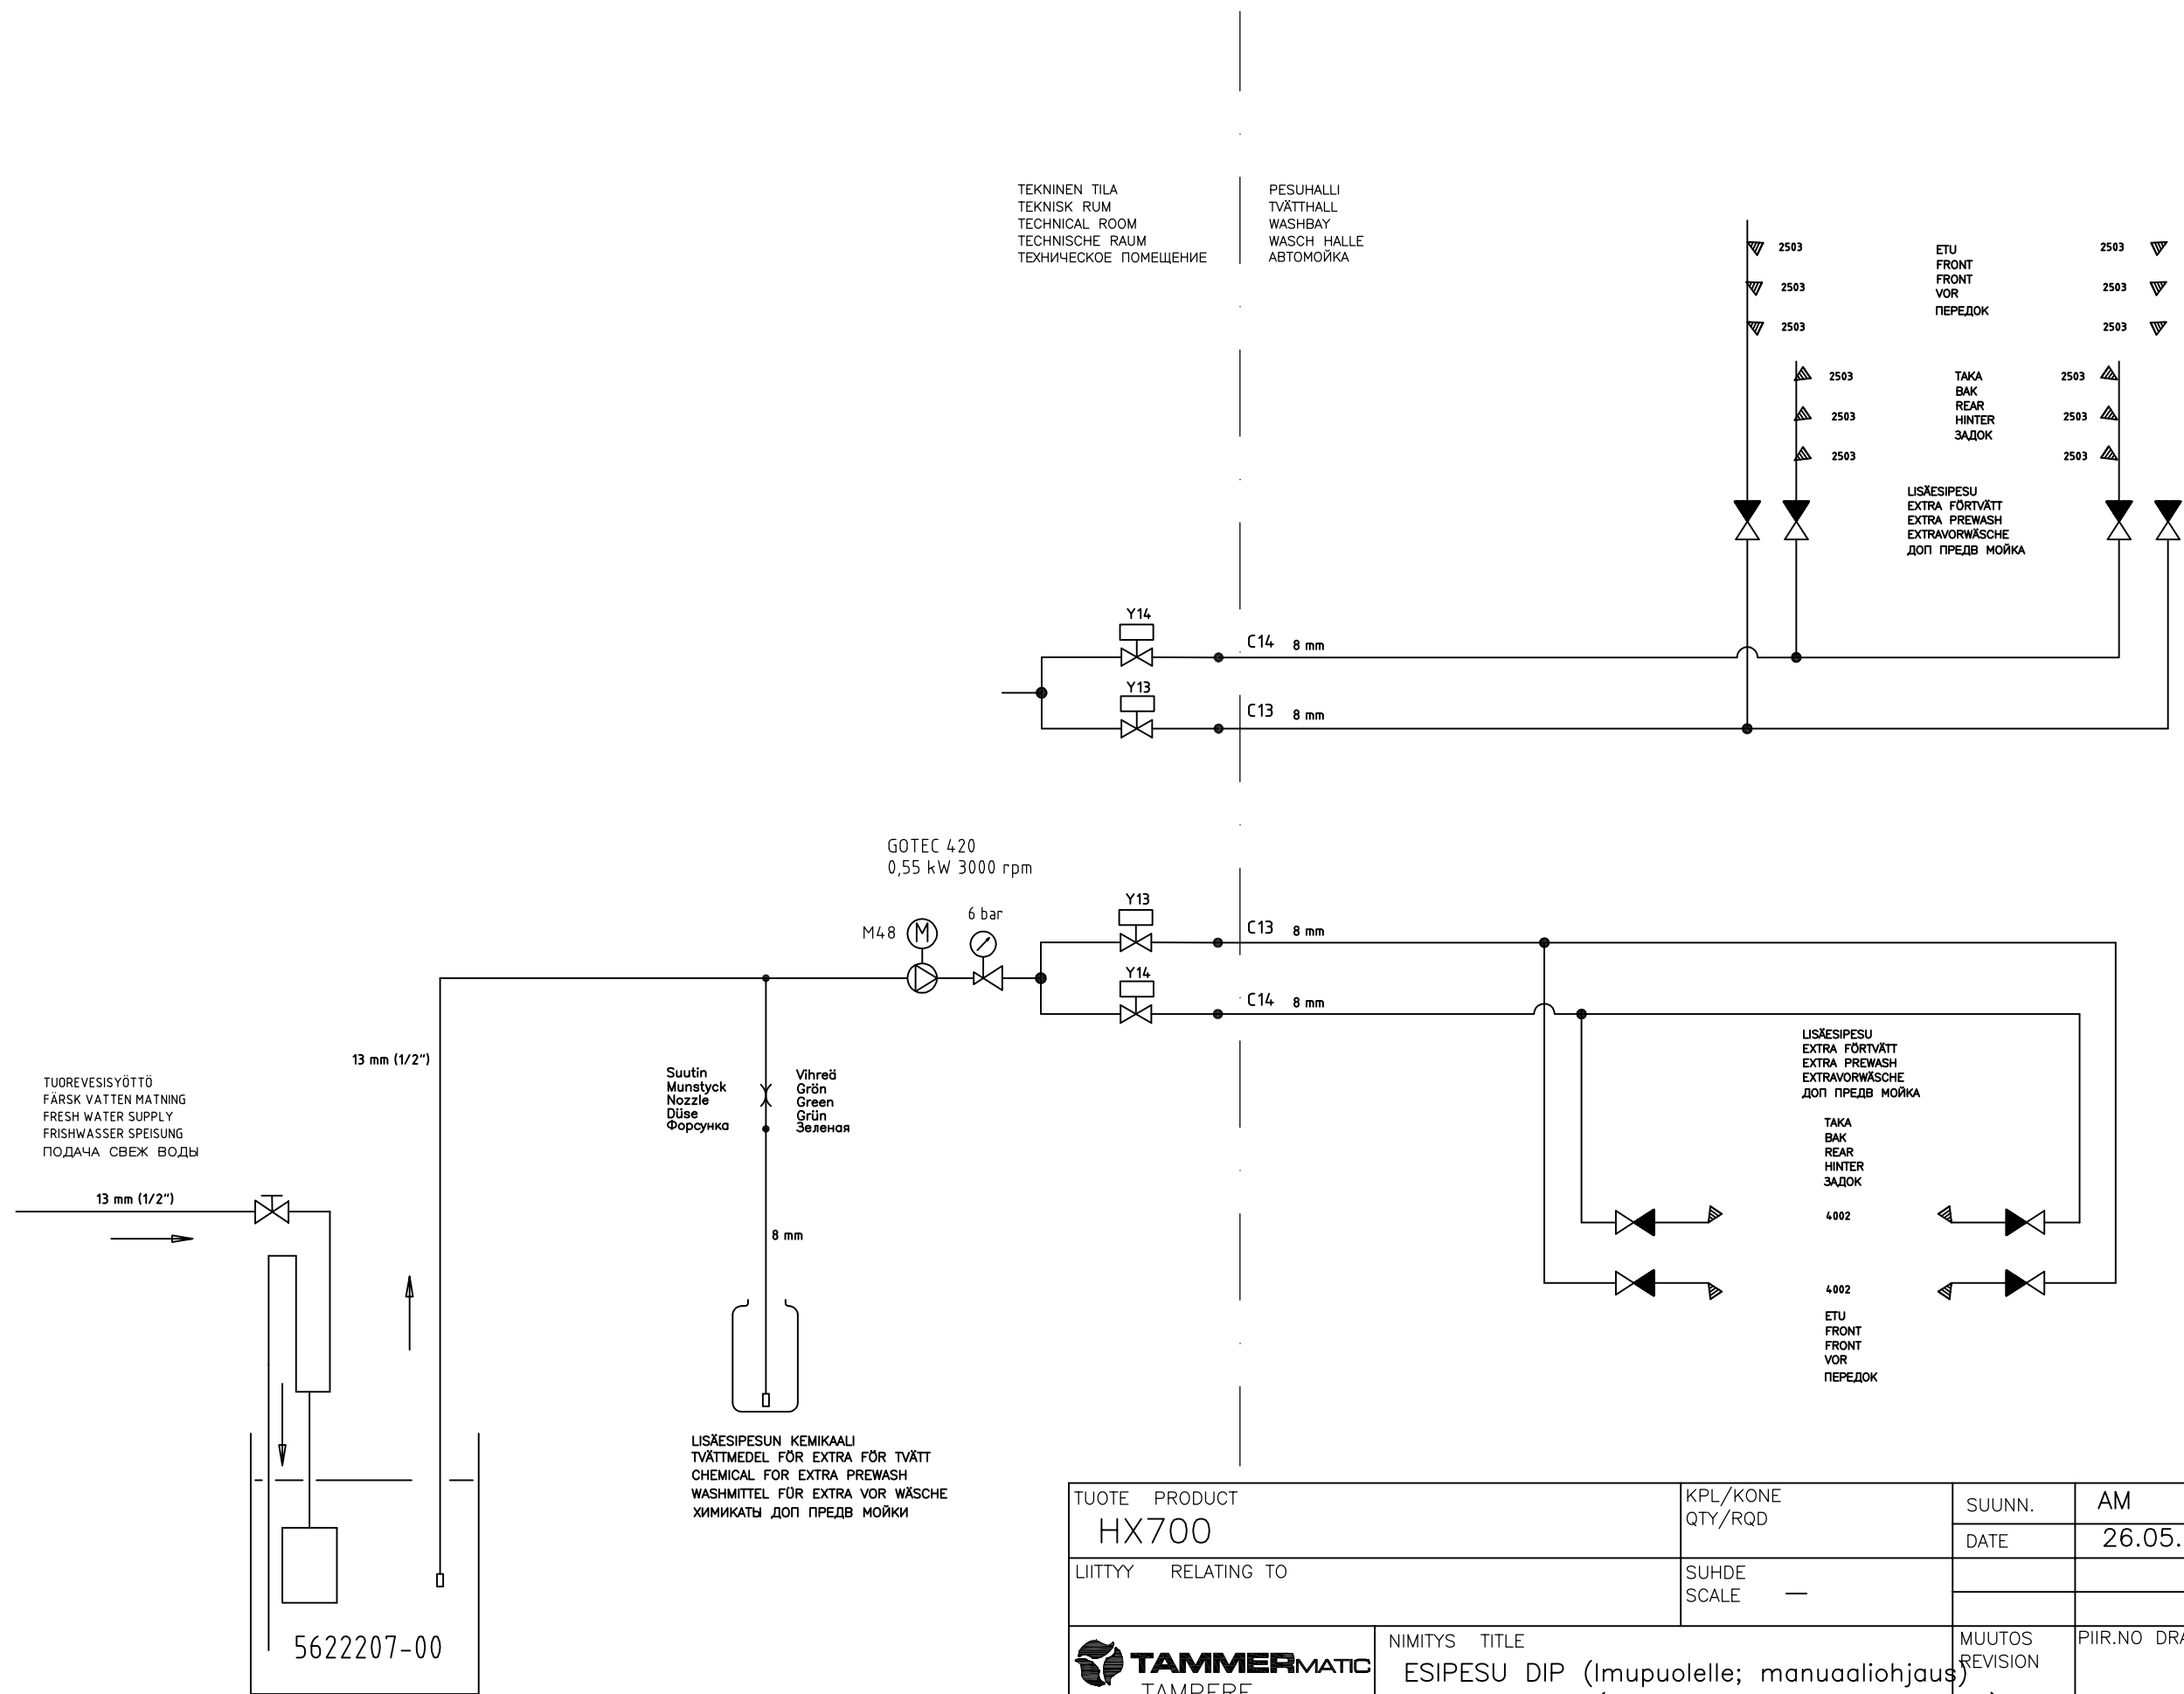 TEKNINEN TILA
TEKNISK RUM
TECHNICAL ROOM
TECHNISCHE RAUM
ТЕХНИЧЕСКОЕ ПОМЕЩЕНИЕ
PESUHALLI
TVÄTTHALL
WASHBAY
WASCH HALLE
АВТОМОЙКА
2503
2503
2503
ETU
FRONT
FRONT
VOR
ПЕРЕДОК
2503
2503
2503
2503
2503
2503
TAKA
BAK
REAR
HINTER
ЗАДОК
2503
2503
2503
LISÄESIPESU
EXTRA FÖRTVÄTT
EXTRA PREWASH
EXTRAVORWÄSCHE
ДОП ПРЕДВ МОЙКА
Y14
C14 8 mm
Y13
C13 8 mm
GOTEC 420
0,55 kW 3000 rpm
M48
M
6 bar
Y13
C13 8 mm
Y14
C14 8 mm
13 mm (1/2")
TUOREVESISYÖTTÖ
FÄRSK VATTEN MATNING
FRESH WATER SUPPLY
FRISHWASSER SPEISUNG
ПОДАЧА СВЕЖ ВОДЫ
13 mm (1/2")
Suutin
Munstyck
Nozzle
Düse
Форсунка
Vihreä
Grön
Green
Grün
Зеленая
8 mm
LISÄESIPESU
EXTRA FÖRTVÄTT
EXTRA PREWASH
EXTRAVORWÄSCHE
ДОП ПРЕДВ МОЙКА
TAKA
BAK
REAR
HINTER
ЗАДОК
4002
4002
ETU
FRONT
FRONT
VOR
ПЕРЕДОК
LISÄESIPESUN KEMIKAALI
TVÄTTMEDEL FÖR EXTRA FÖR TVÄTT
CHEMICAL FOR EXTRA PREWASH
WASHMITTEL FÜR EXTRA VOR WÄSCHE
ХИМИКАТЫ ДОП ПРЕДВ МОЙКИ
5622207-00
TUOTE PRODUCT
HX700
KPL/KONE
QTY/RQD
SUUNN. AM
DATE 26.05.
LIITTYY RELATING TO
SUHDE
SCALE —
TAMMERMATIC
TAMPERE
NIMITYS TITLE
ESIPESU DIP (Imupuolelle; manuaaliohjaus)
MUUTOS
REVISION
PIIR.NO